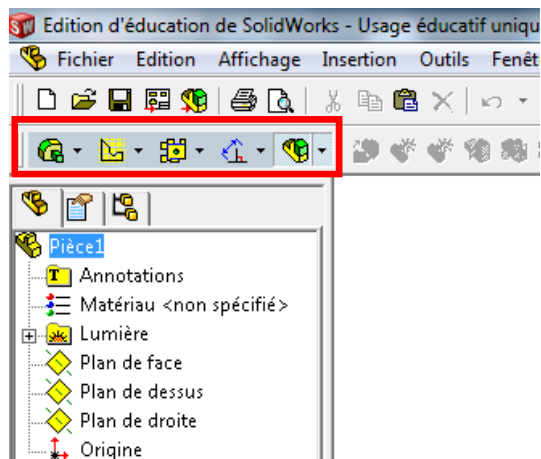 Edition d'éducation de SolidWorks - Usage éducatif uniqu
Fichier Edition Affichage Insertion Outils Fenêt
Pièce1
Annotations
Matériau <non spécifié>
Lumière
Plan de face
Plan de dessus
Plan de droite
Origine